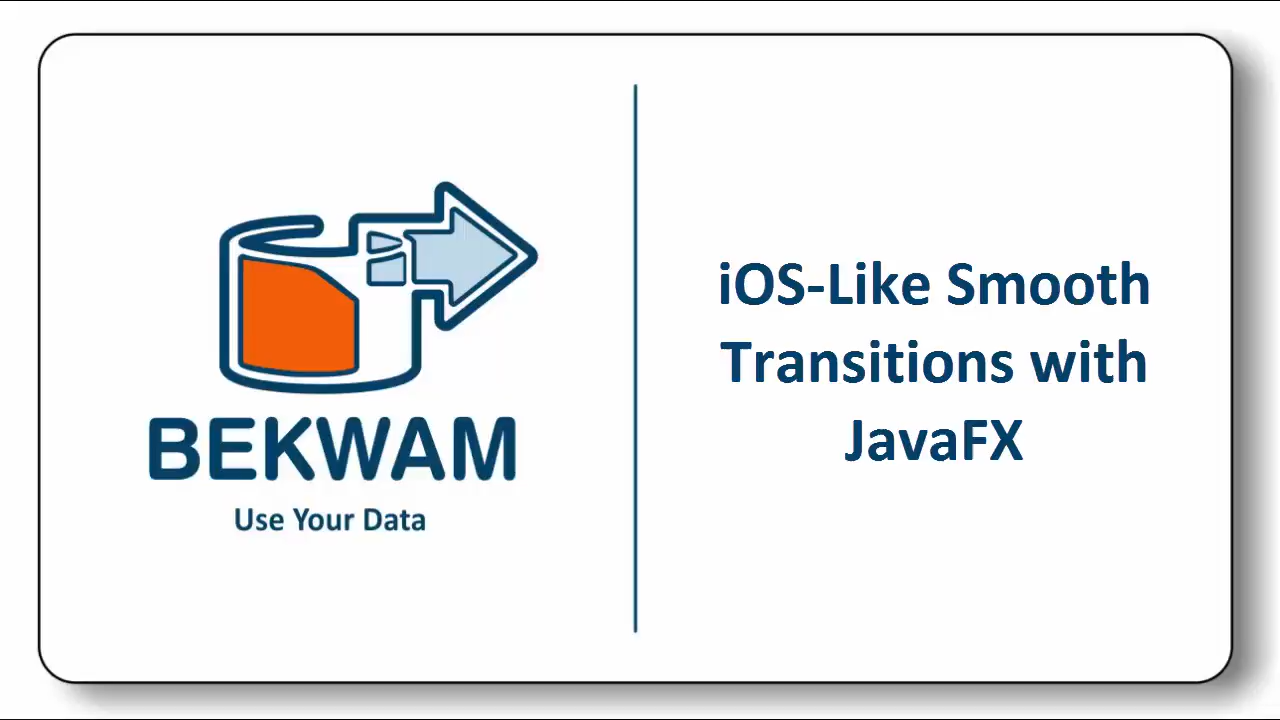 BEKWAM
Use Your Data
iOS-Like Smooth
Transitions with
JavaFX